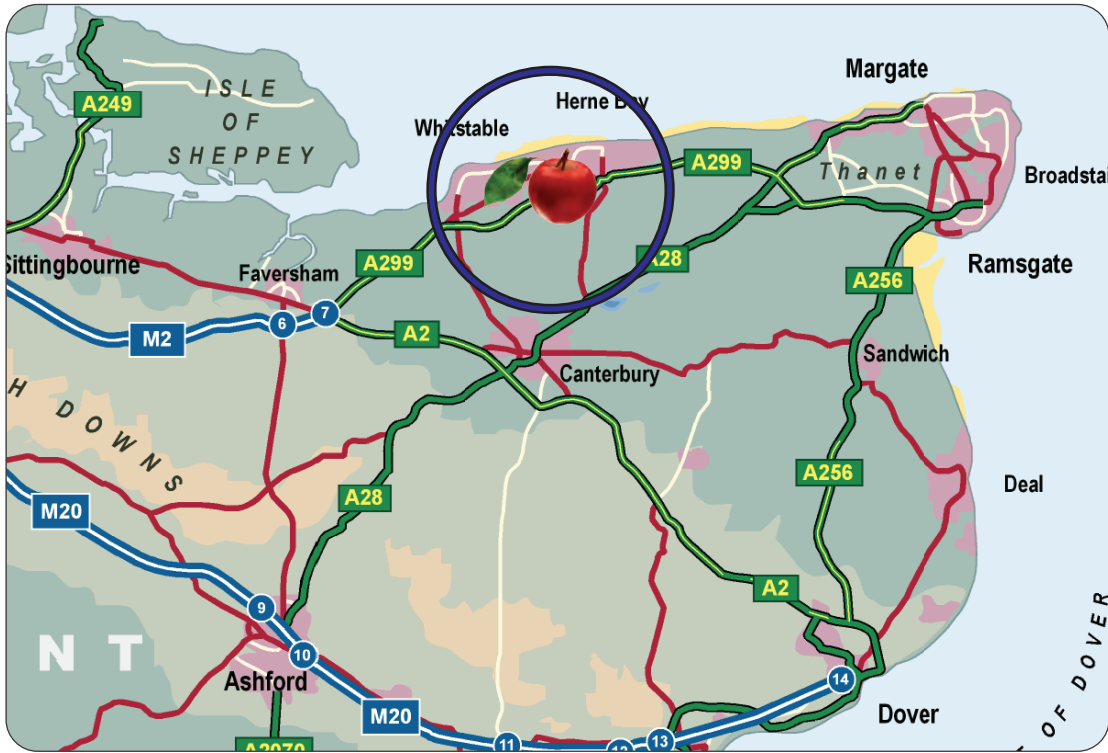 Margate
ISLE
OF
SHEPPEY
A249
Herne Bay
Whitstable
A299
Thanet
Broadstai
Sittingbourne
Faversham
A299
A28
A256
Ramsgate
7
6
M2
A2
Sandwich
Canterbury
H DOWNS
A28
A256
Deal
M20
A2
9
10
N T
Ashford
14
M20
Dover
11
12
13
A2070
OF DOVER